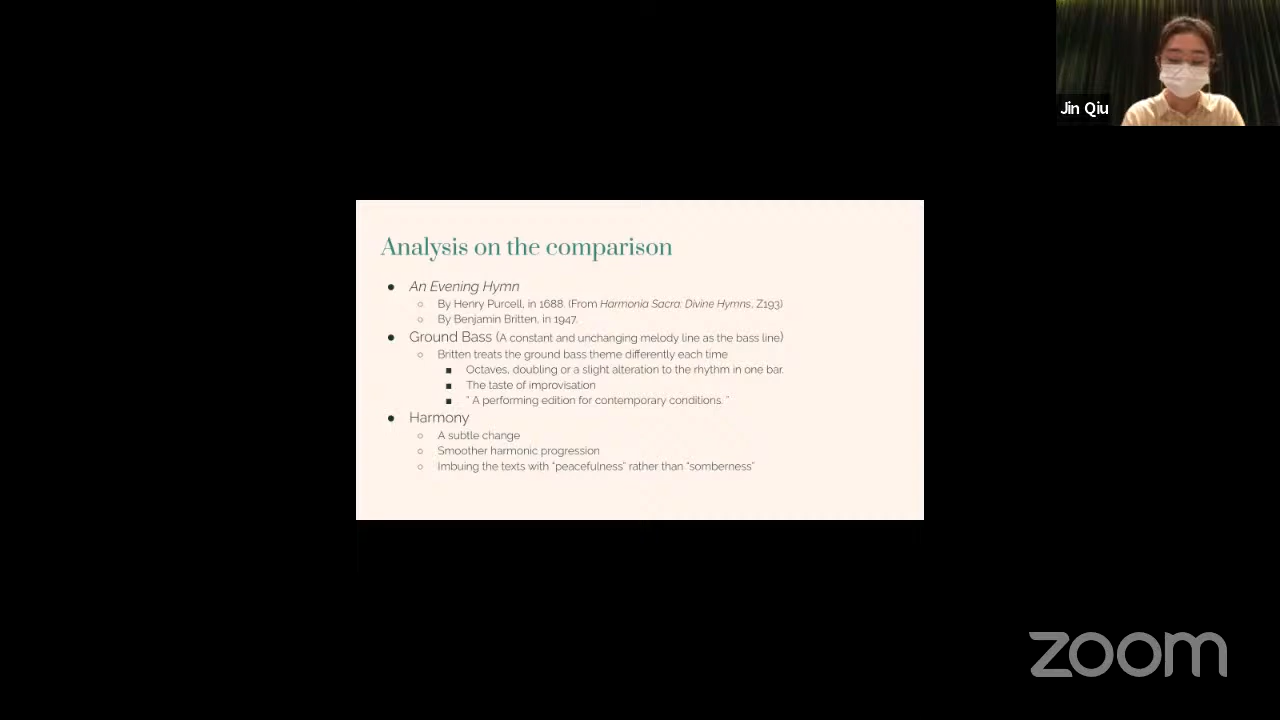 Jin Qiu
Analysis on the comparison
● An Evening Hymn
○ By Henry Purcell, in 1688. (From Harmonia Sacra: Divine Hymns, Z193)
○ By Benjamin Britten, in 1947.
● Ground Bass (A constant and unchanging melody line as the bass line)
○ Britten treats the ground bass theme differently each time
■ Octaves, doubling or a slight alteration to the rhythm in one bar.
■ The taste of improvisation
■ " A performing edition for contemporary conditions. "
● Harmony
○ A subtle change
○ Smoother harmonic progression
○ Imbuing the texts with "peacefulness" rather than "somberness"
zoom